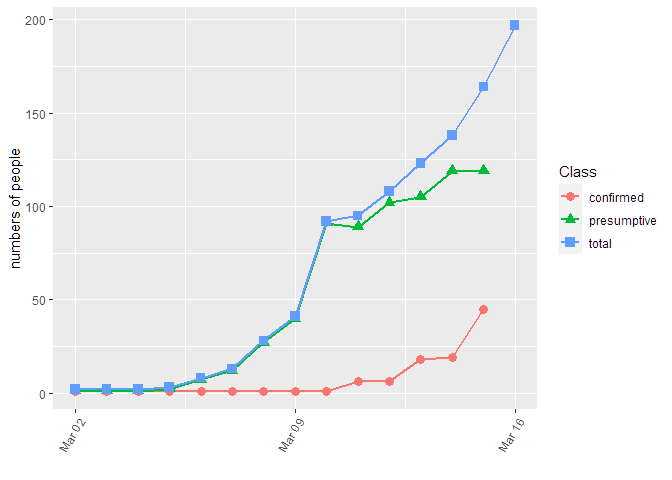 200
150
100
50
0
numbers of people
Mar 02
Mar 09
Mar 16
Class
confirmed
presumptive
total